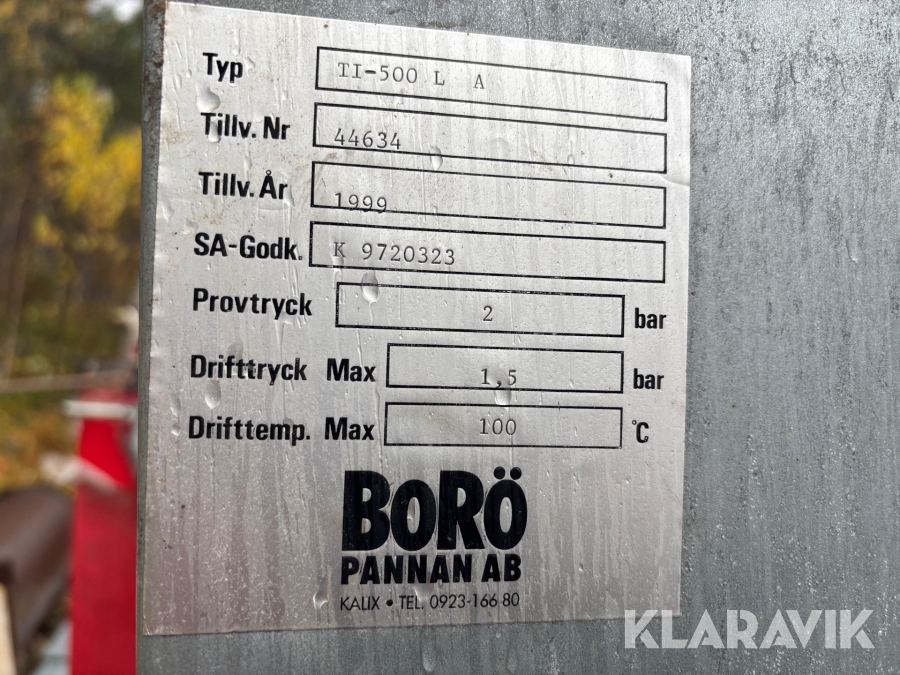 Typ TI-500 L A
Tillv. Nr 44634
Tillv. År 1999
SA-Godk. K 9720323
Provtryck 2 bar
Drifttryck Max 1,5 bar
Drifttemp. Max 100 °C
BORÖ
PANNAN AB
KALIX • TEL. 0923-166 80
KLARAVIK